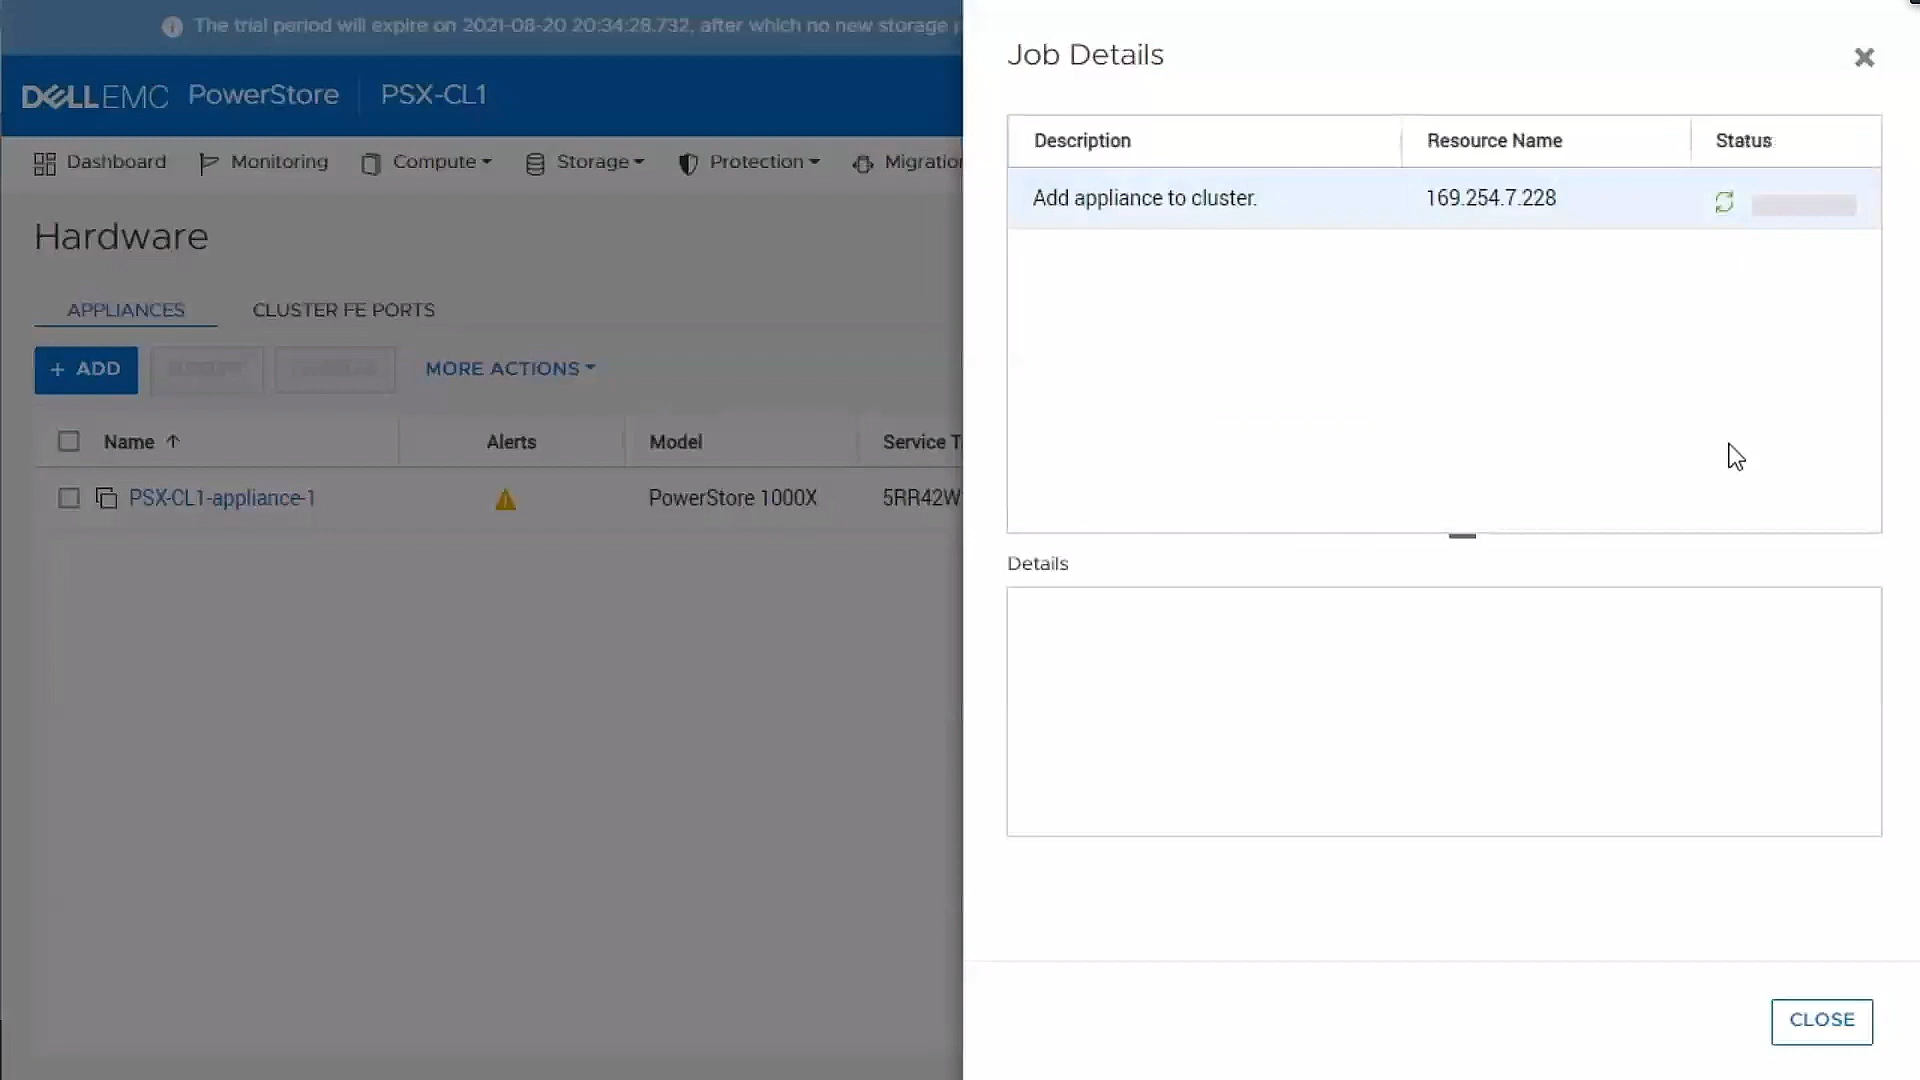 The trial period will expire on 2021-08-20 20:34:28.732, after which no new storage
DELLEMC PowerStore PSX-CL1
Dashboard Monitoring Compute Storage Protection Migration
Hardware
APPLIANCES CLUSTER FE PORTS
+ ADD MORE ACTIONS
Name Alerts Model Service T
PSX-CL1-appliance-1 PowerStore 1000X 5RR42W
Job Details
Description Resource Name Status
Add appliance to cluster. 169.254.7.228
Details
CLOSE